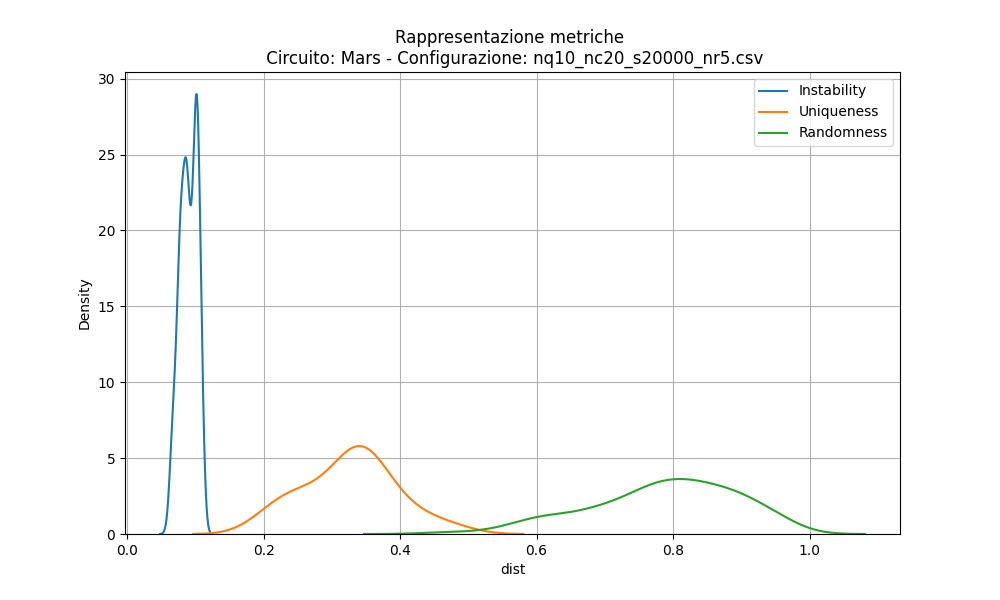 Rappresentazione metriche
Circuito: Mars - Configurazione: nq10_nc20_s20000_nr5.csv
30
25
20
15
10
5
0
Density
Instability
Uniqueness
Randomness
0.0 0.2 0.4 0.6 0.8 1.0
dist